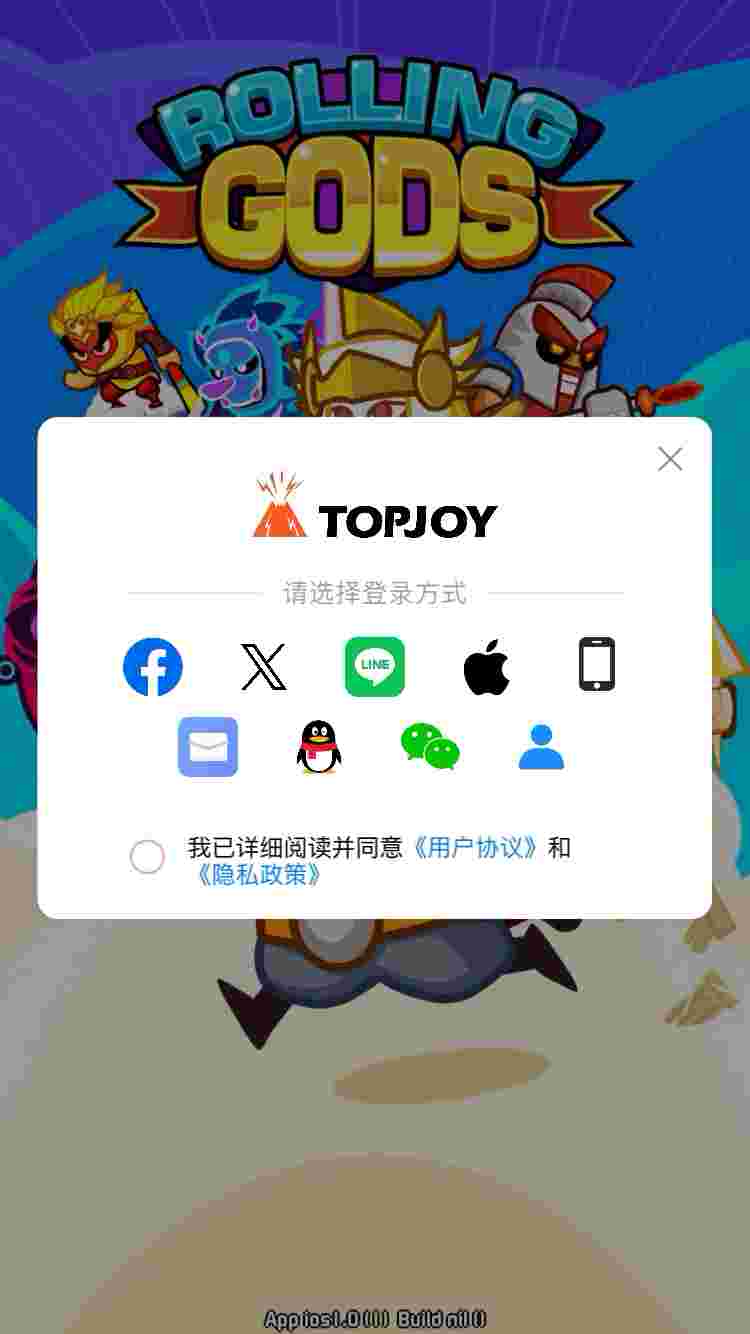 ROLLING
GODS
TOPJOY
请选择登录方式
LINE
我已详细阅读并同意《用户协议》和
《隐私政策》
App ios1.0 ( ) ( ) Build nil ()